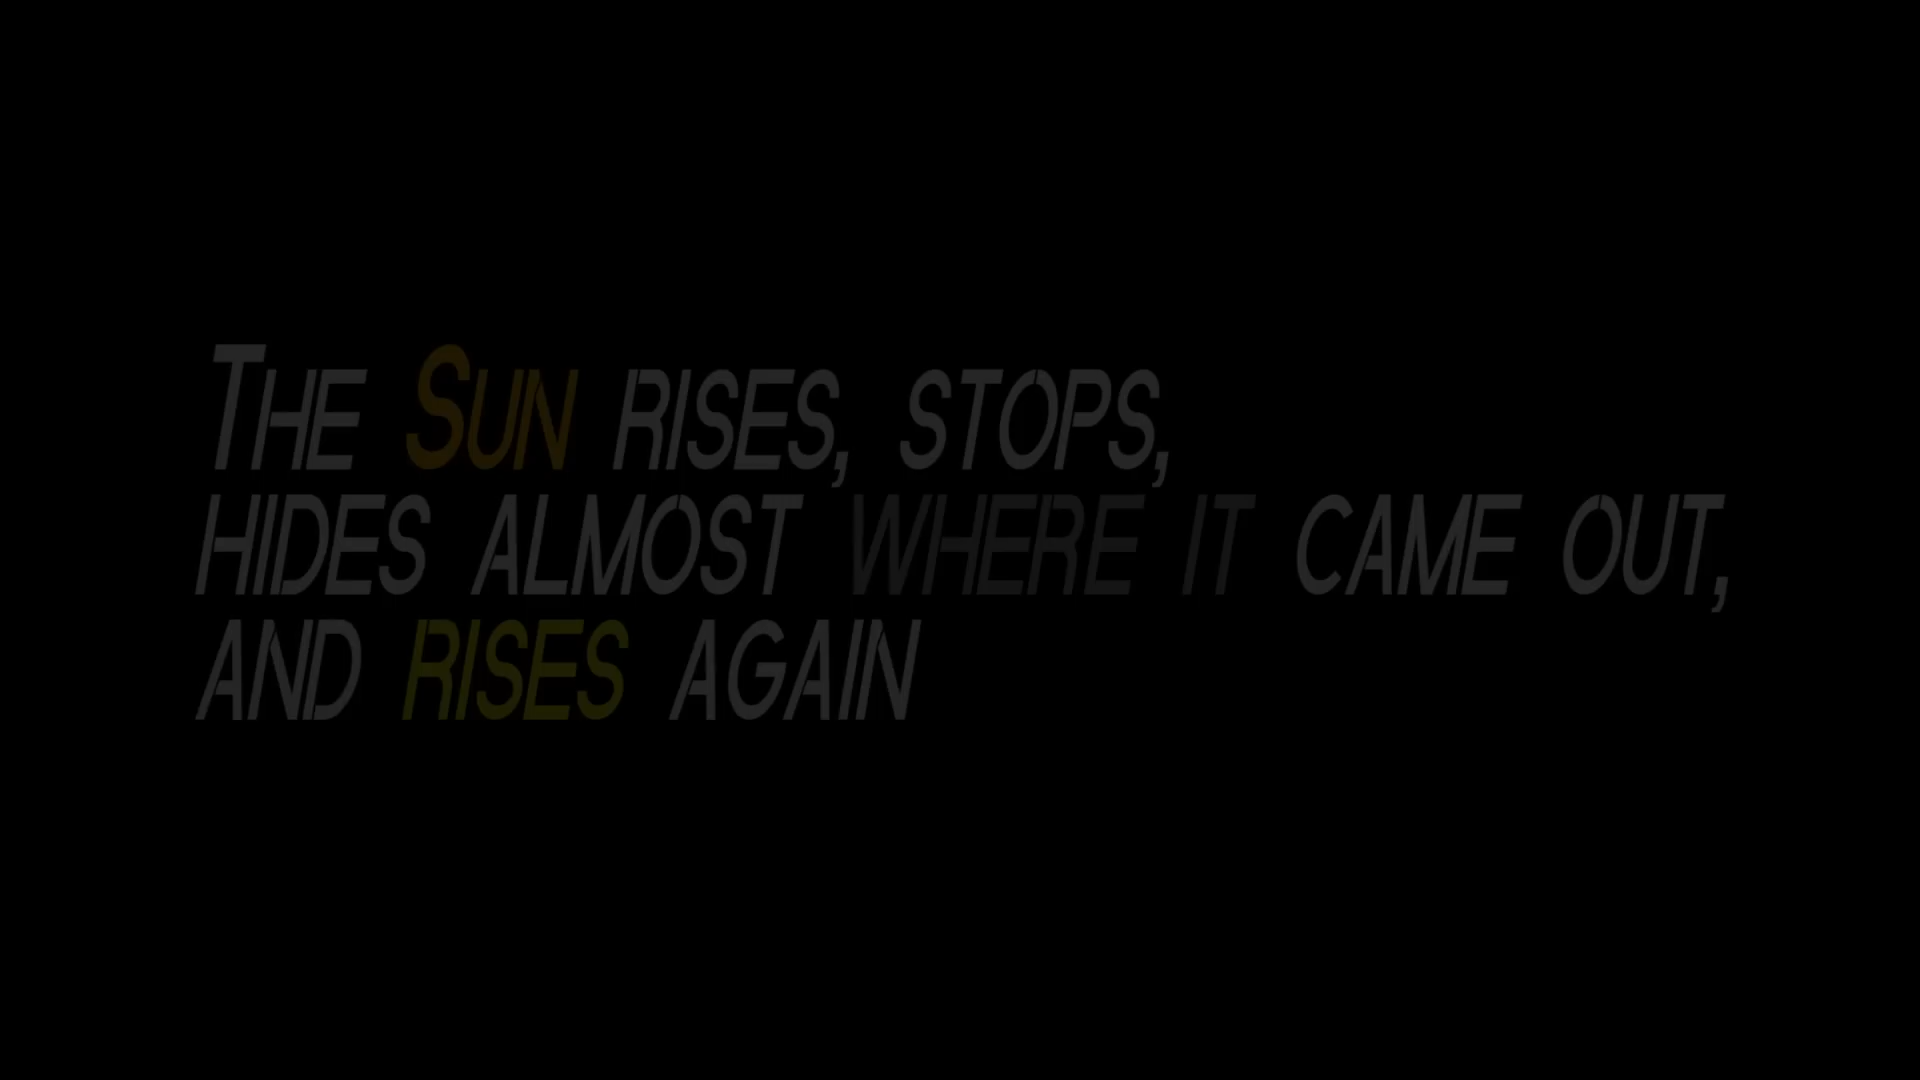 The Sun rises, stops,
hides almost where it came out,
and rises again